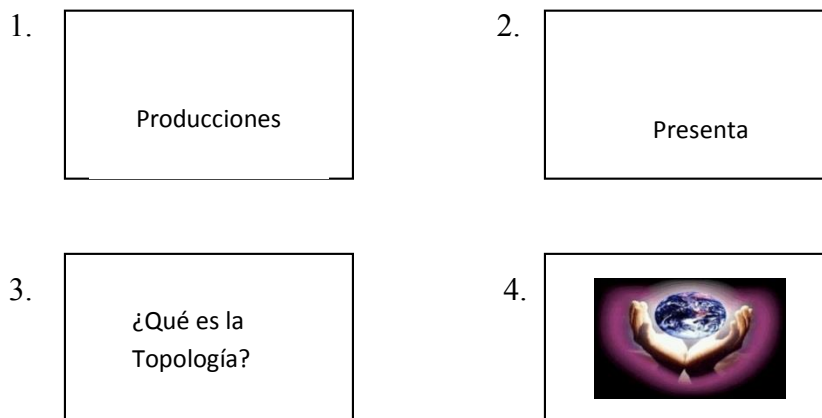 1.
Producciones
2.
Presenta
3.
¿Qué es la
Topología?
4.